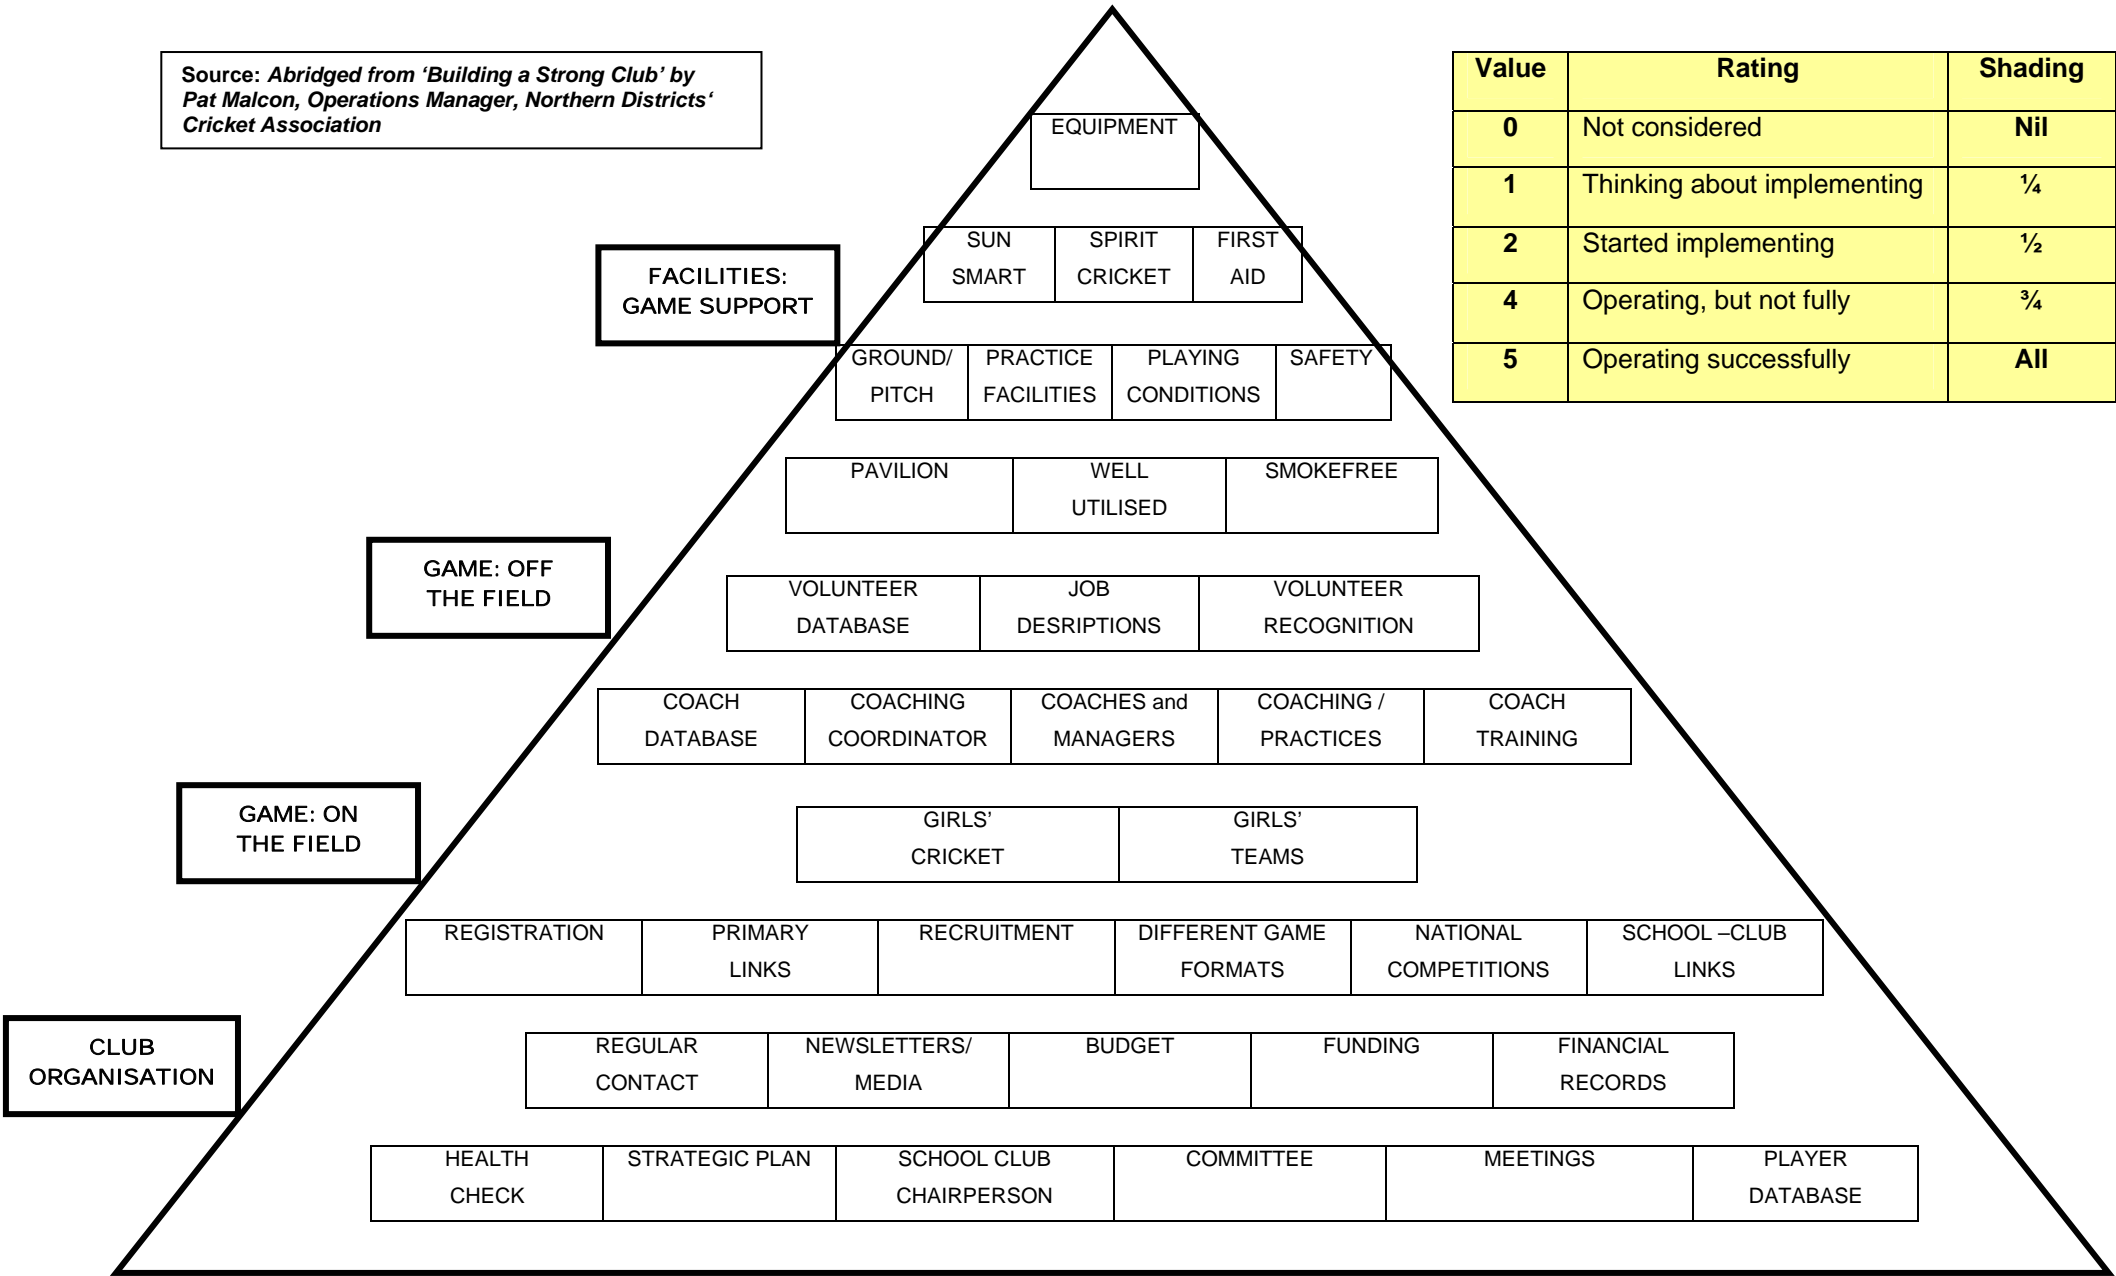 Source: Abridged from ‘Building a Strong Club’ by
Pat Malcon, Operations Manager, Northern Districts‘
Cricket Association
Value Rating Shading
0 Not considered Nil
1 Thinking about implementing ¼
2 Started implementing ½
4 Operating, but not fully ¾
5 Operating successfully All
EQUIPMENT
SUN
SMART
SPIRIT
CRICKET
FIRST
AID
FACILITIES:
GAME SUPPORT
GROUND/
PITCH
PRACTICE
FACILITIES
PLAYING
CONDITIONS
SAFETY
PAVILION
WELL
UTILISED
SMOKEFREE
GAME: OFF
THE FIELD
VOLUNTEER
DATABASE
JOB
DESRIPTIONS
VOLUNTEER
RECOGNITION
COACH
DATABASE
COACHING
COORDINATOR
COACHES and
MANAGERS
COACHING /
PRACTICES
COACH
TRAINING
GAME: ON
THE FIELD
GIRLS’
CRICKET
GIRLS’
TEAMS
REGISTRATION
PRIMARY
LINKS
RECRUITMENT
DIFFERENT GAME
FORMATS
NATIONAL
COMPETITIONS
SCHOOL –CLUB
LINKS
CLUB
ORGANISATION
REGULAR
CONTACT
NEWSLETTERS/
MEDIA
BUDGET
FUNDING
FINANCIAL
RECORDS
HEALTH
CHECK
STRATEGIC PLAN
SCHOOL CLUB
CHAIRPERSON
COMMITTEE
MEETINGS
PLAYER
DATABASE